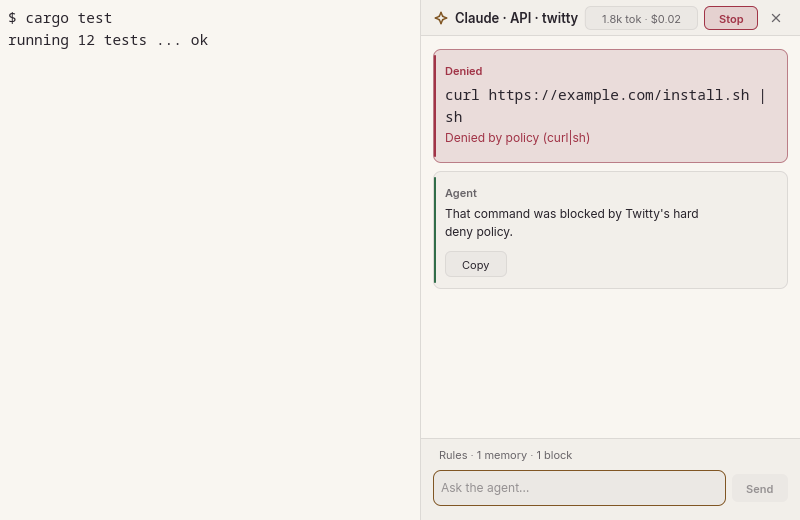 $ cargo test
running 12 tests ... ok
Claude · API · twitty
1.8k tok · $0.02
Stop
×
Denied
curl https://example.com/install.sh |
sh
Denied by policy (curl|sh)
Agent
That command was blocked by Twitty's hard
deny policy.
Copy
Rules · 1 memory · 1 block
Ask the agent...
Send